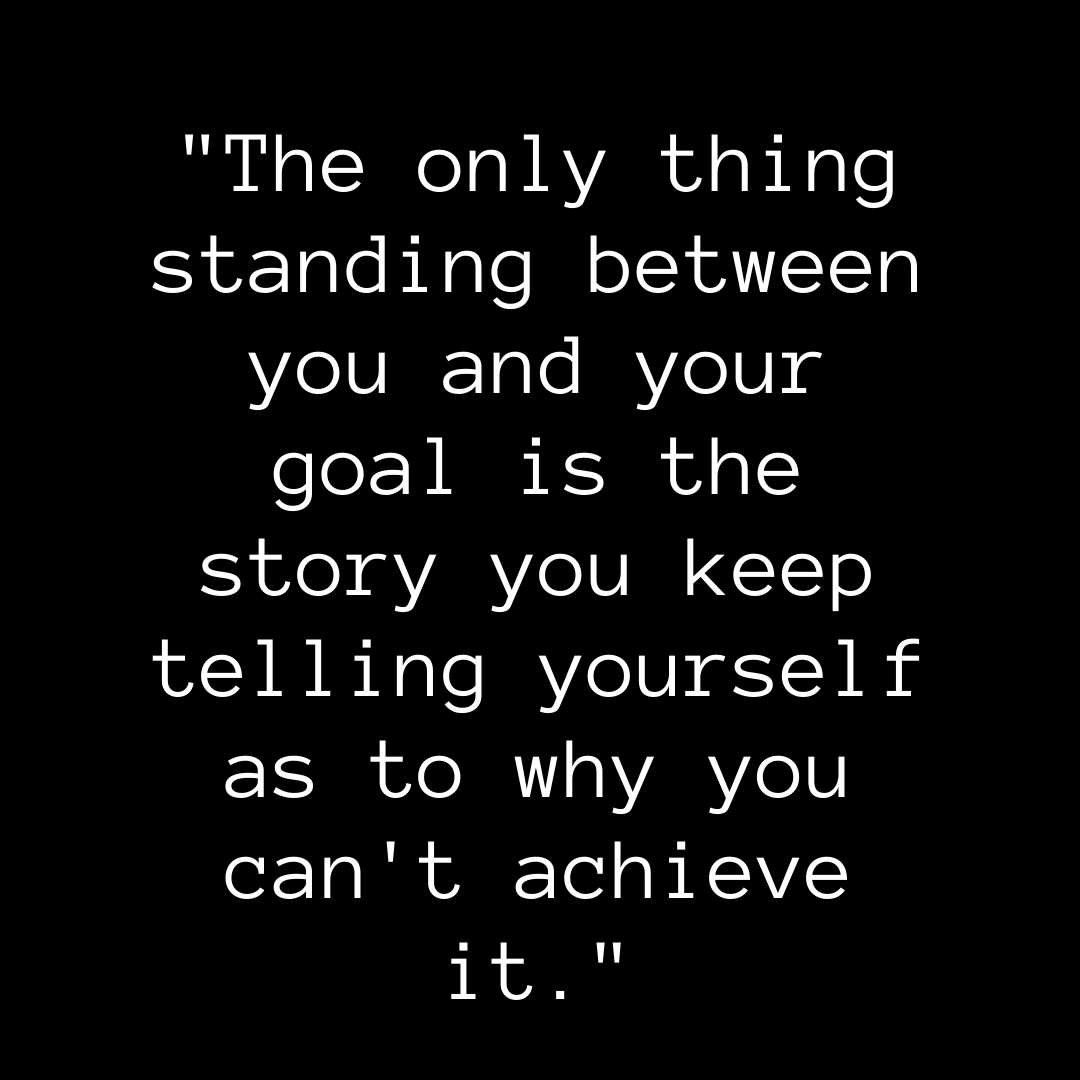 "The only thing
standing between
you and your
goal is the
story you keep
telling yourself
as to why you
can't achieve
it."